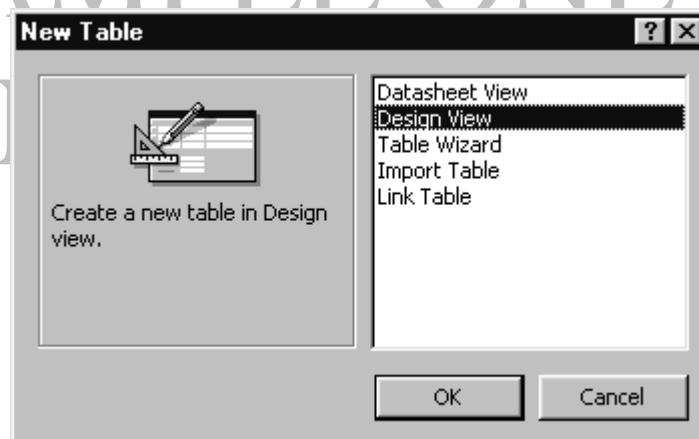 New Table
Datasheet View
Design View
Table Wizard
Import Table
Link Table
Create a new table in Design
view.
OK
Cancel